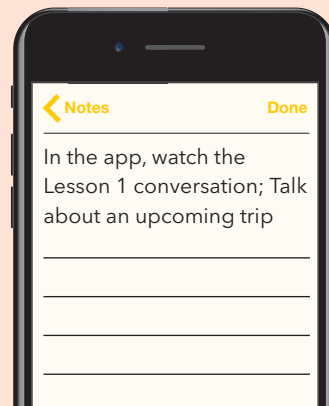 Notes Done
In the app, watch the
Lesson 1 conversation; Talk
about an upcoming trip